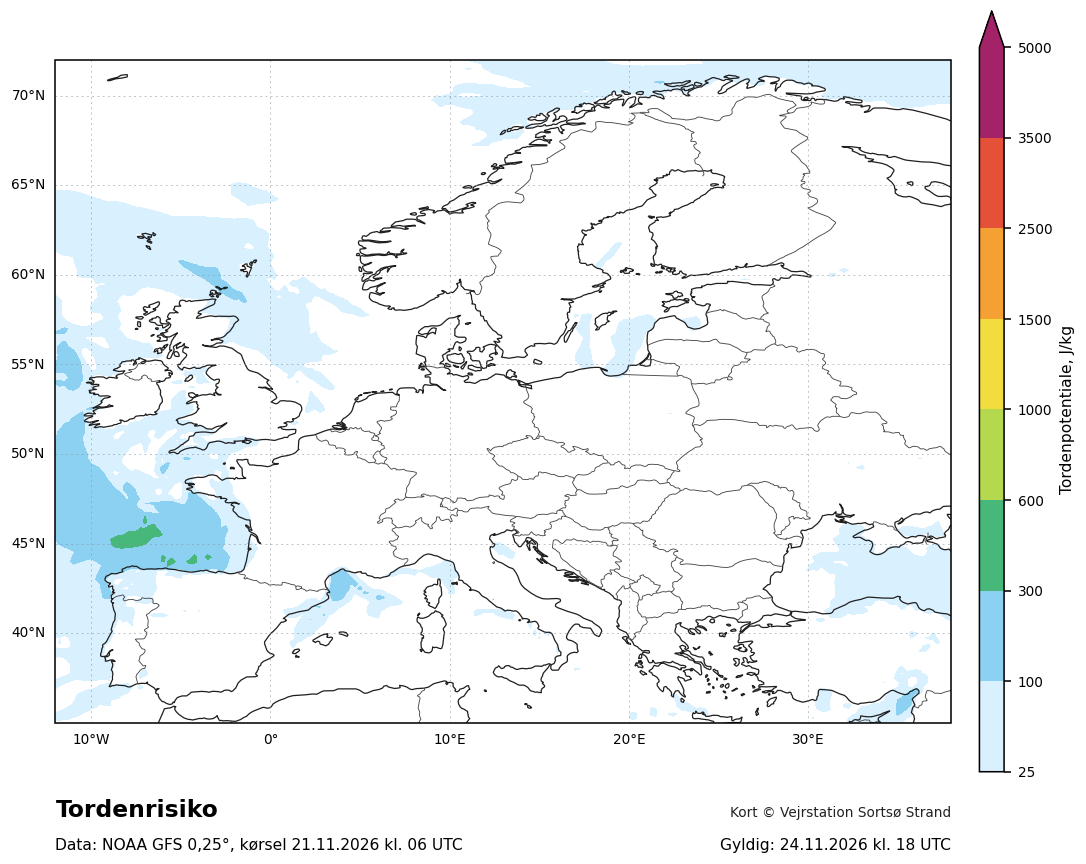 70°N
65°N
60°N
55°N
50°N
45°N
40°N
10°W
0°
10°E
20°E
30°E
5000
3500
2500
1500
1000
600
300
100
25
Tordenpotentiale, J/kg
Tordenrisiko
Kort © Vejrstation Sortsø Strand
Data: NOAA GFS 0,25°, kørsel 21.11.2026 kl. 06 UTC
Gyldig: 24.11.2026 kl. 18 UTC